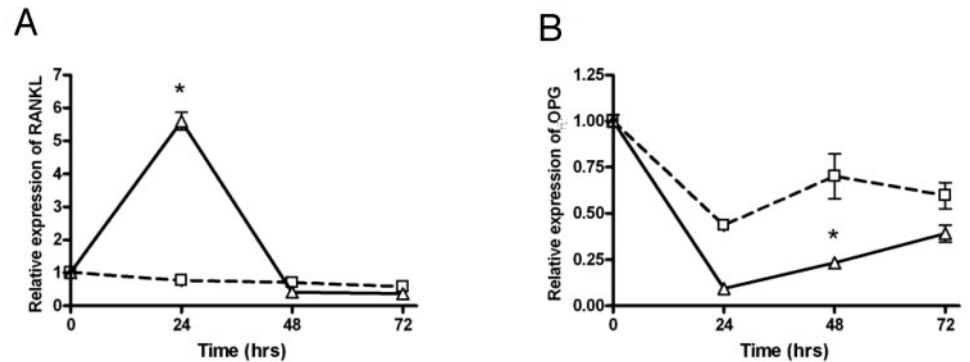 A
Relative expression of RANKL
7
6
5
4
3
2
1
0
*
0 24 48 72
Time (hrs)
B
Relative expression of OPG
1.25
1.00
0.75
0.50
0.25
0.00
*
0 24 48 72
Time (hrs)